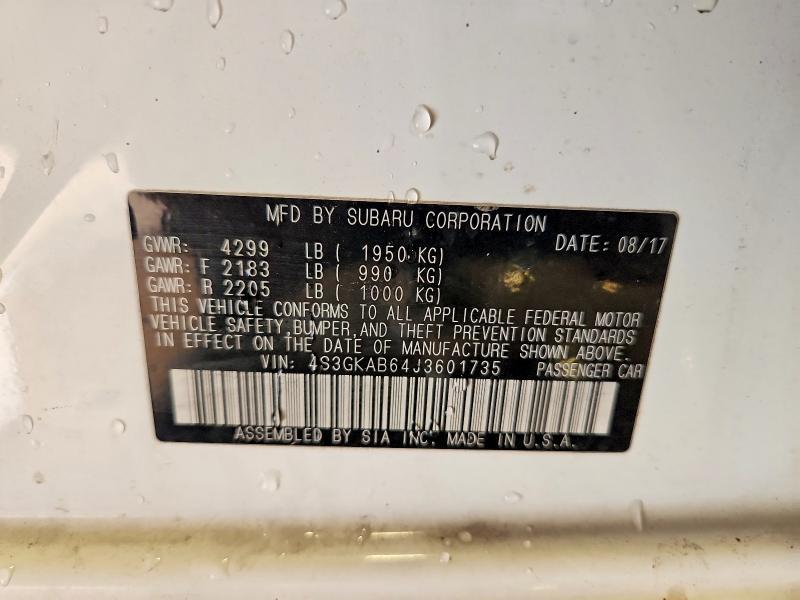 MFD BY SUBARU CORPORATION
GVWR: 4299 LB ( 1950 KG) DATE: 08/17
GAWR: F 2183 LB ( 990 KG)
GAWR: R 2205 LB ( 1000 KG)
THIS VEHICLE CONFORMS TO ALL APPLICABLE FEDERAL MOTOR
VEHICLE SAFETY, BUMPER, AND THEFT PREVENTION STANDARDS
IN EFFECT ON THE DATE OF MANUFACTURE SHOWN ABOVE.
VIN: 4S3GKAB64J3601735 PASSENGER CAR
ASSEMBLED BY SIA INC. MADE IN U.S.A.